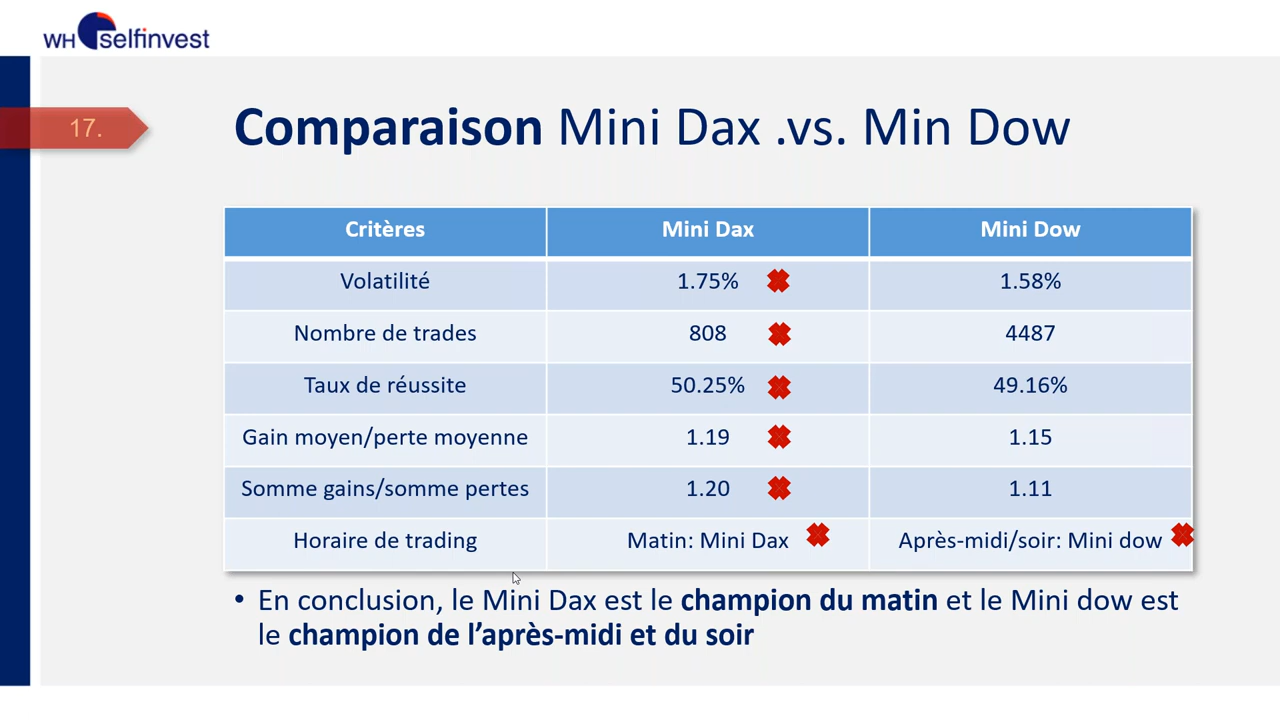 WH selfinvest
17.
Comparaison Mini Dax .vs. Min Dow
Critères Mini Dax Mini Dow
Volatilité 1.75% 1.58%
Nombre de trades 808 4487
Taux de réussite 50.25% 49.16%
Gain moyen/perte moyenne 1.19 1.15
Somme gains/somme pertes 1.20 1.11
Horaire de trading Matin: Mini Dax Après-midi/soir: Mini dow
• En conclusion, le Mini Dax est le champion du matin et le Mini dow est
le champion de l’après-midi et du soir